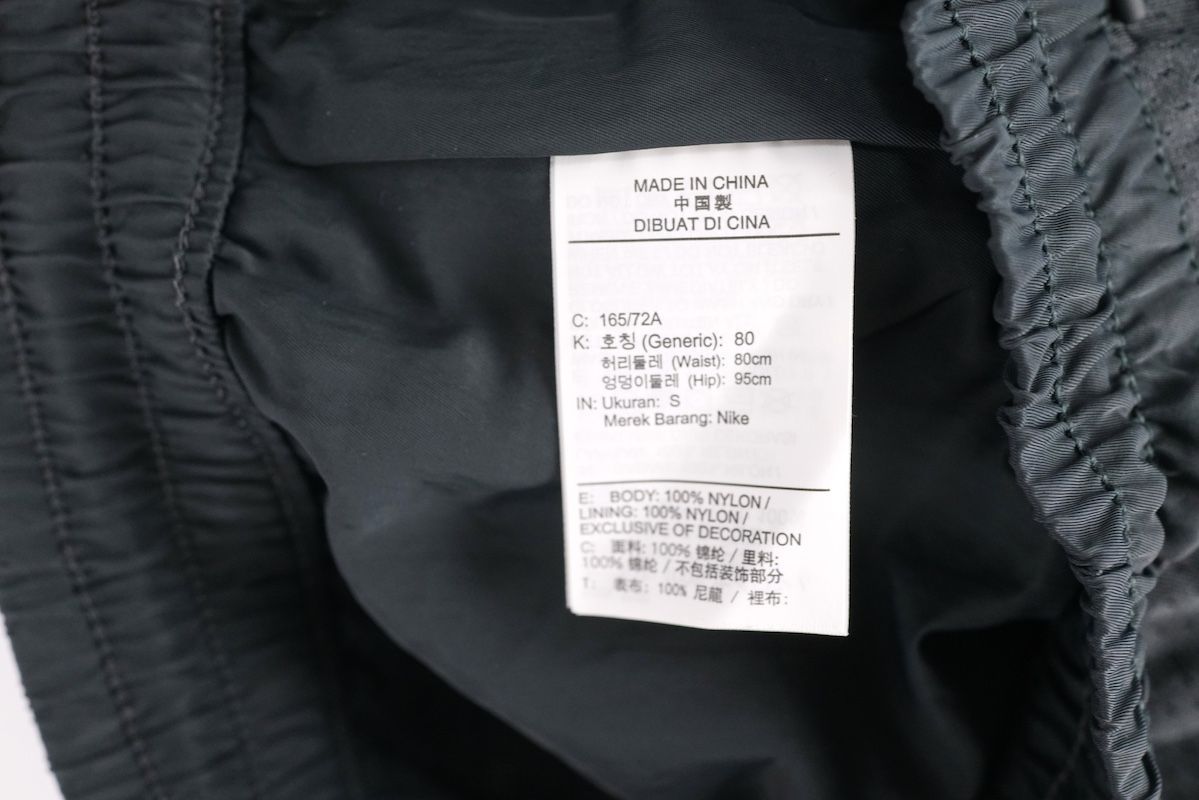 MADE IN CHINA
中国製
DIBUAT DI CINA
C: 165/72A
K: 호칭 (Generic): 80
허리둘레 (Waist): 80cm
엉덩이둘레 (Hip): 95cm
IN: Ukuran: S
Merek Barang: Nike
E: BODY: 100% NYLON /
LINING: 100% NYLON /
EXCLUSIVE OF DECORATION
C: 面料: 100% 锦纶 / 里料:
100% 锦纶 / 不包括装饰部分
T: 表布: 100% 尼龍 / 裡布: